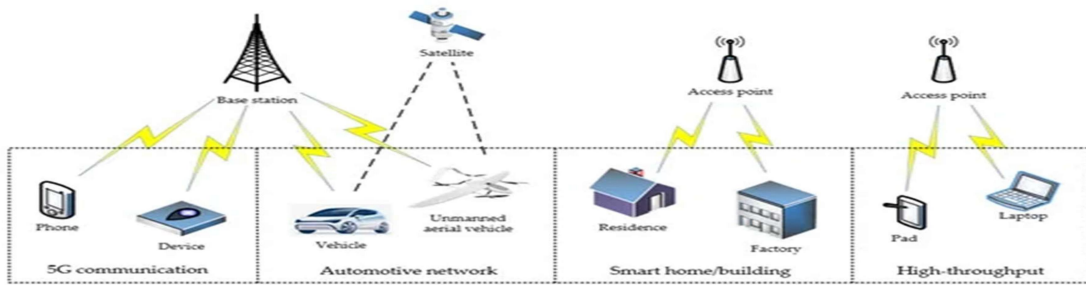 Satellite
Base station
Access point
Access point
Phone
Device
Vehicle
Unmanned
aerial vehicle
Residence
Factory
Pad
Laptop
5G communication
Automotive network
Smart home/building
High-throughput